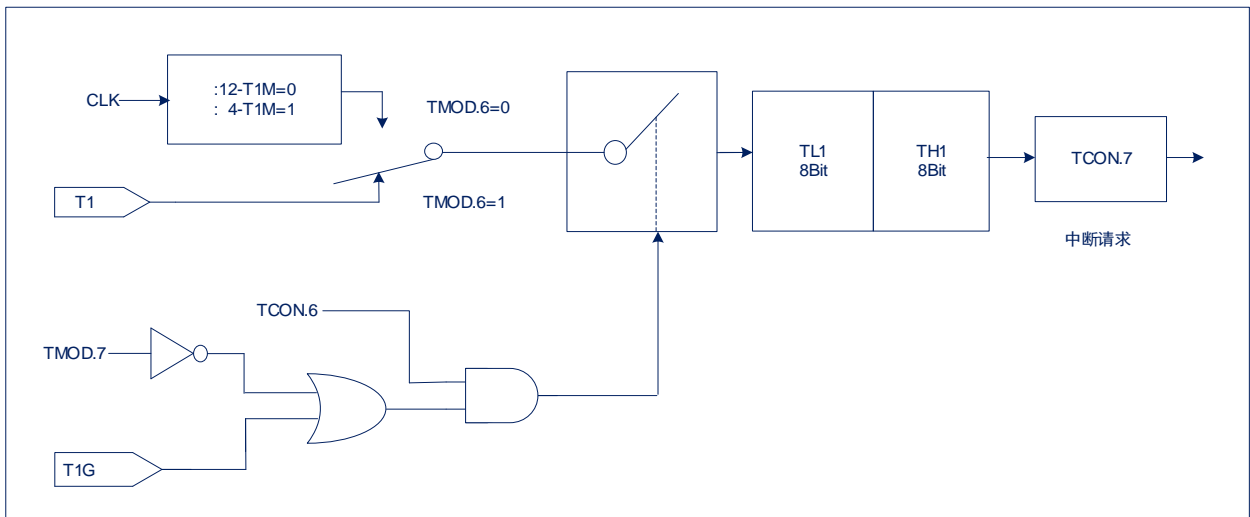 :12-T1M=0
: 4-T1M=1
CLK
TMOD.6=0
T1
TMOD.6=1
TL1
8Bit
TH1
8Bit
TCON.7
中断请求
TCON.6
TMOD.7
T1G